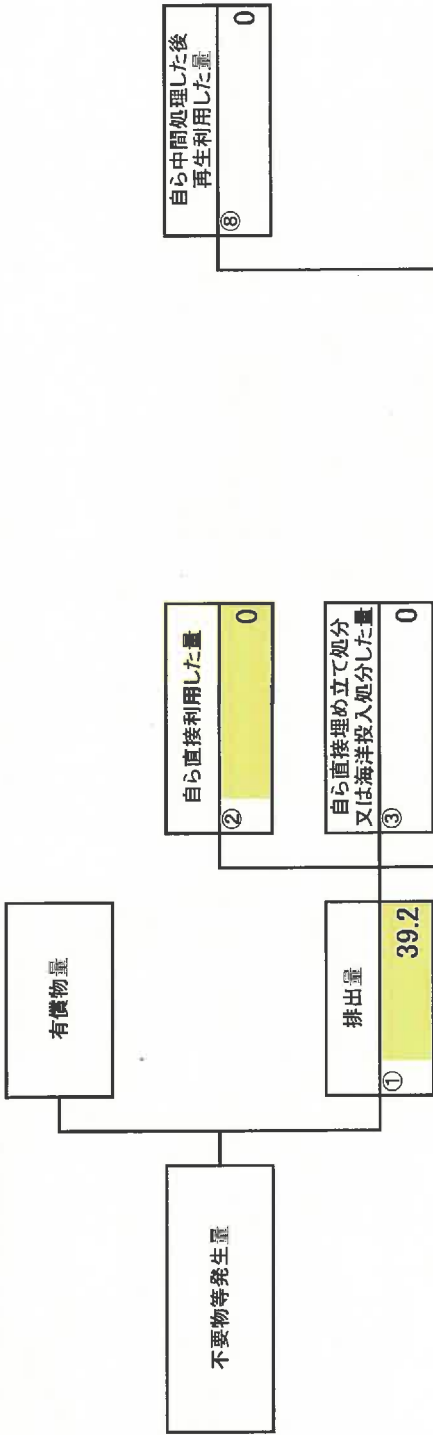 不要物等発生量
有償物量
排出量
①
39.2
自ら直接利用した量
②
0
自ら直接埋め立て処分
又は海洋投入処分した量
③
0
自ら中間処理した後
再生利用した量
⑧
0